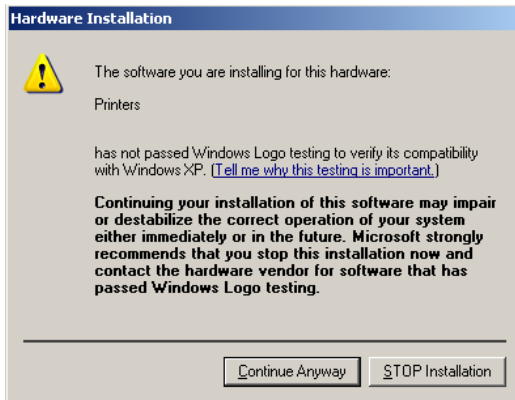 Hardware Installation
The software you are installing for this hardware:
Printers
has not passed Windows Logo testing to verify its compatibility
with Windows XP. (Tell me why this testing is important.)
Continuing your installation of this software may impair
or destabilize the correct operation of your system
either immediately or in the future. Microsoft strongly
recommends that you stop this installation now and
contact the hardware vendor for software that has
passed Windows Logo testing.
Continue Anyway
STOP Installation